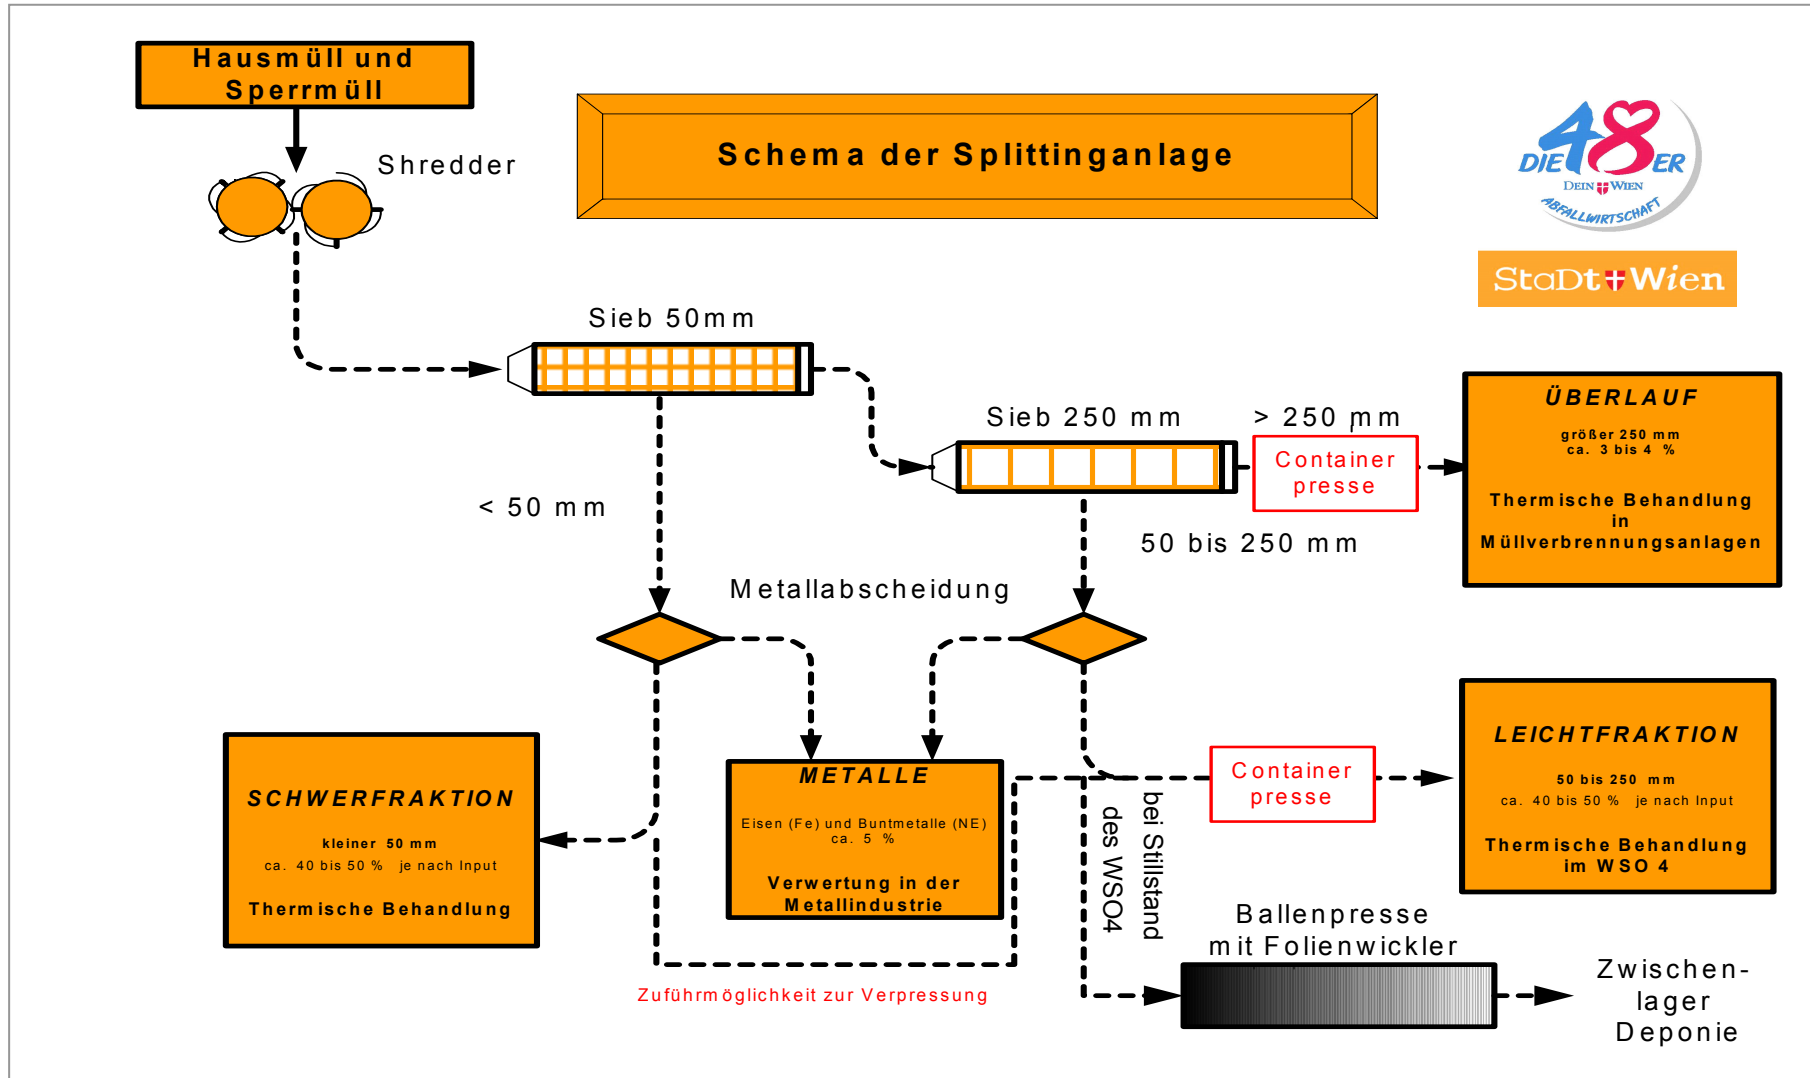 Hausmüll und
Sperrmüll
Shredder
Schema der Splittinganlage
DIE 48ER
DEIN WIEN
ABFALLWIRTSCHAFT
StaDt Wien
Sieb 50mm
Sieb 250 mm
> 250 mm
Container
presse
ÜBERLAUF
größer 250 mm
ca. 3 bis 4 %
Thermische Behandlung
in
Müllverbrennungsanlagen
< 50 mm
50 bis 250 mm
Metallabscheidung
SCHWERFRAKTION
kleiner 50 mm
ca. 40 bis 50 % je nach Input
Thermische Behandlung
METALLE
Eisen (Fe) und Buntmetalle (NE)
ca. 5 %
Verwertung in der
Metallindustrie
bei Stillstand
des WSO4
Container
presse
LEICHTFRAKTION
50 bis 250 mm
ca. 40 bis 50 % je nach Input
Thermische Behandlung
im WSO 4
Zuführmöglichkeit zur Verpressung
Ballenpresse
mit Folienwickler
Zwischen-
lager
Deponie